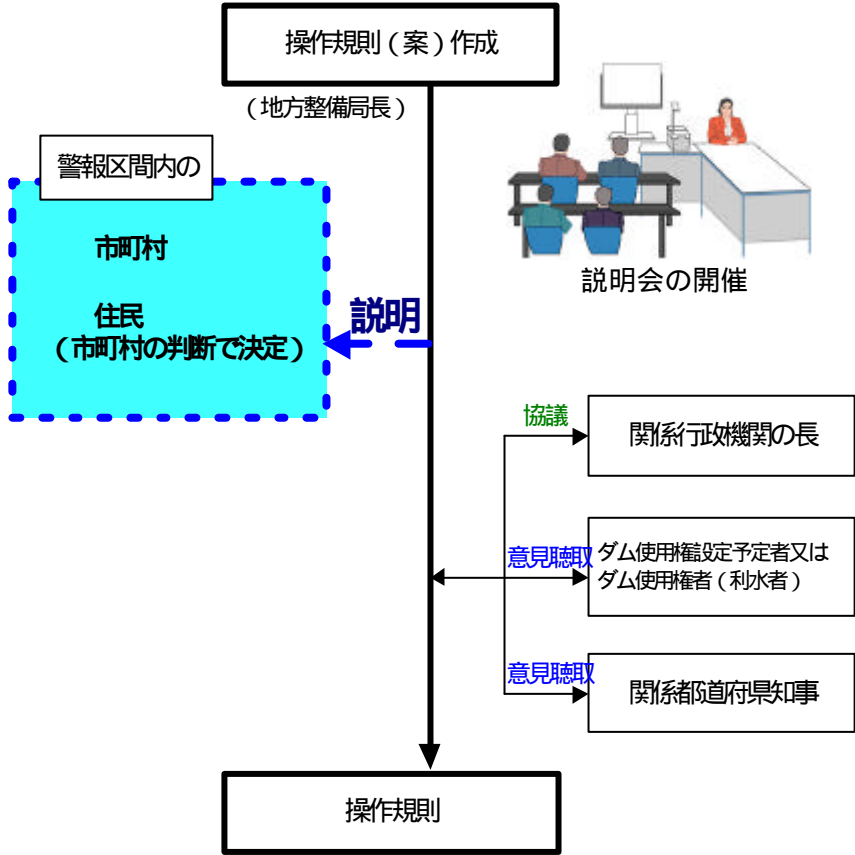 操作規則（案）作成
（地方整備局長）
警報区間内の
市町村
住民
（市町村の判断で決定）
説明
説明会の開催
協議
関係行政機関の長
意見聴取
ダム使用権設定予定者又は
ダム使用権者（利水者）
意見聴取
関係都道府県知事
操作規則